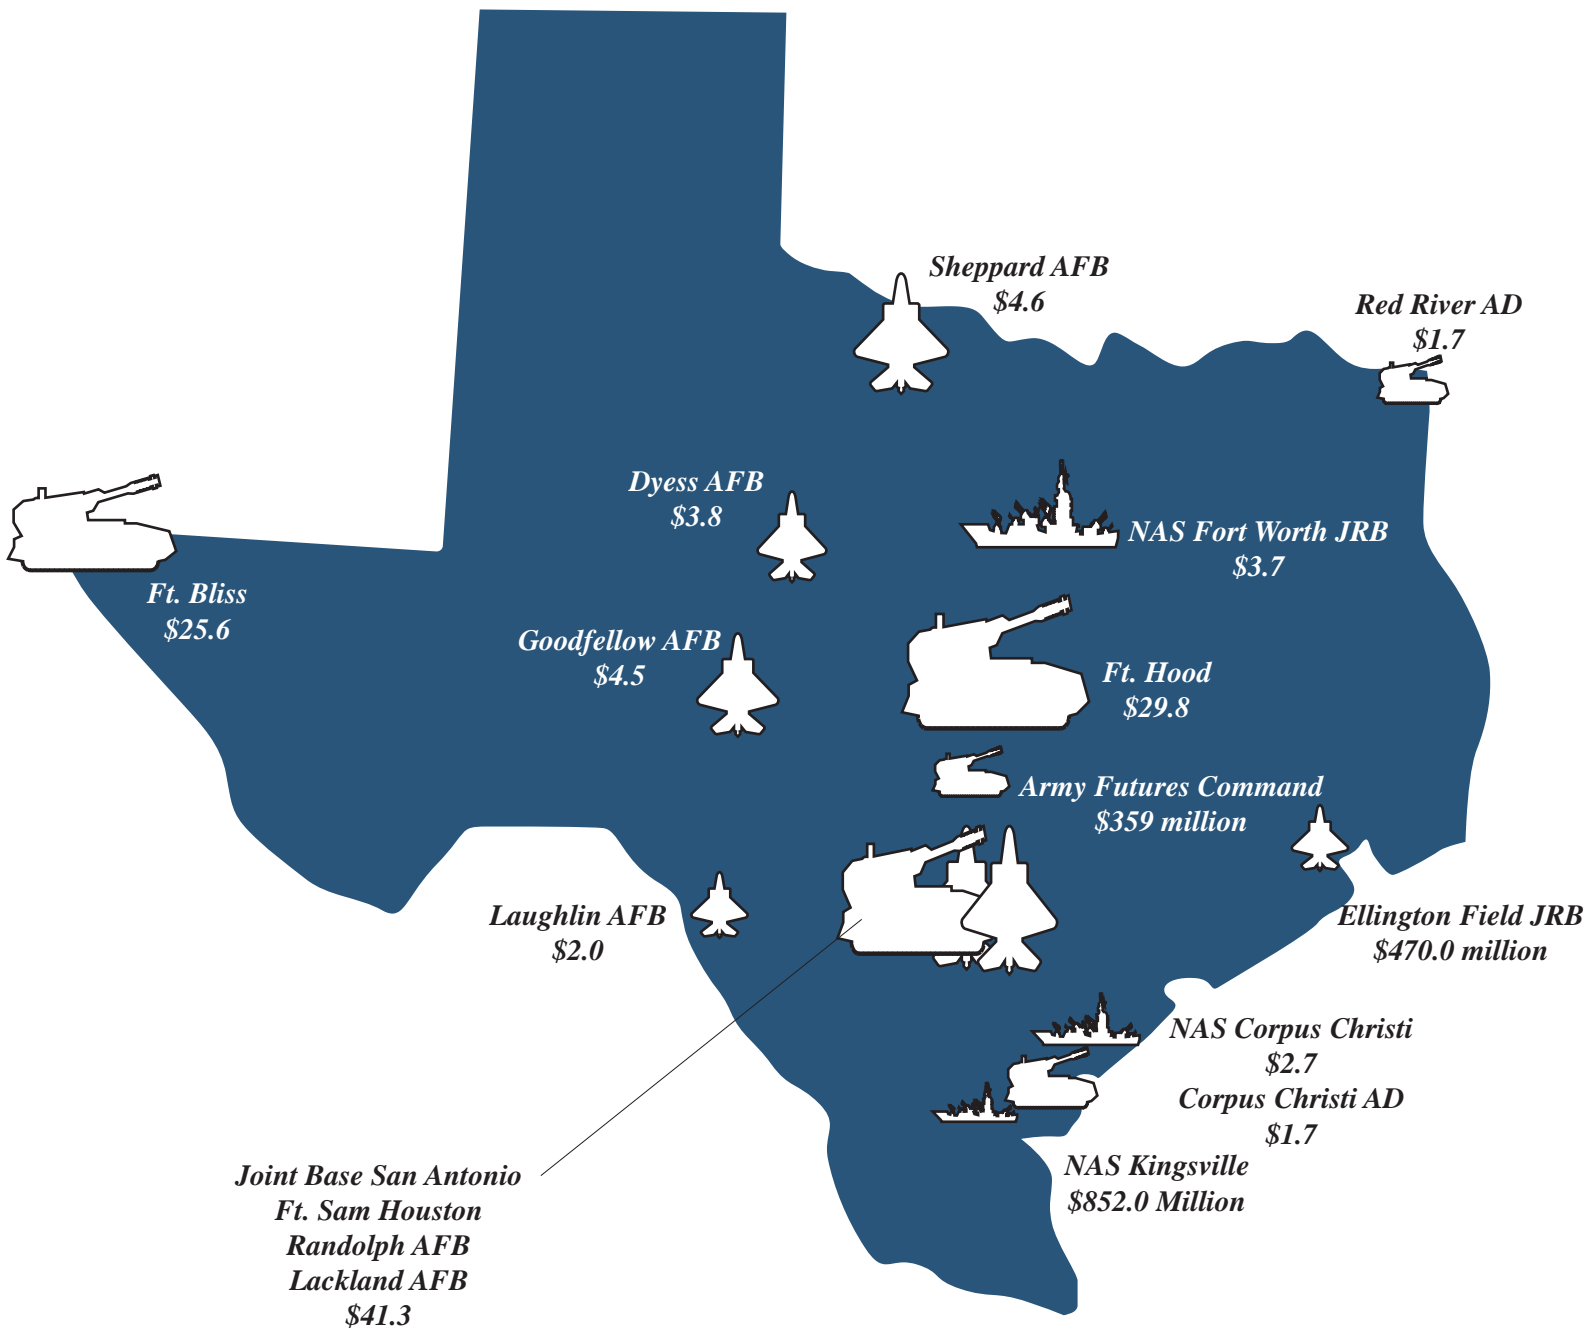 Sheppard AFB
$4.6
Red River AD
$1.7
Dyess AFB
$3.8
NAS Fort Worth JRB
$3.7
Ft. Bliss
$25.6
Goodfellow AFB
$4.5
Ft. Hood
$29.8
Army Futures Command
$359 million
Laughlin AFB
$2.0
Ellington Field JRB
$470.0 million
NAS Corpus Christi
$2.7
Corpus Christi AD
$1.7
NAS Kingsville
$852.0 Million
Joint Base San Antonio
Ft. Sam Houston
Randolph AFB
Lackland AFB
$41.3